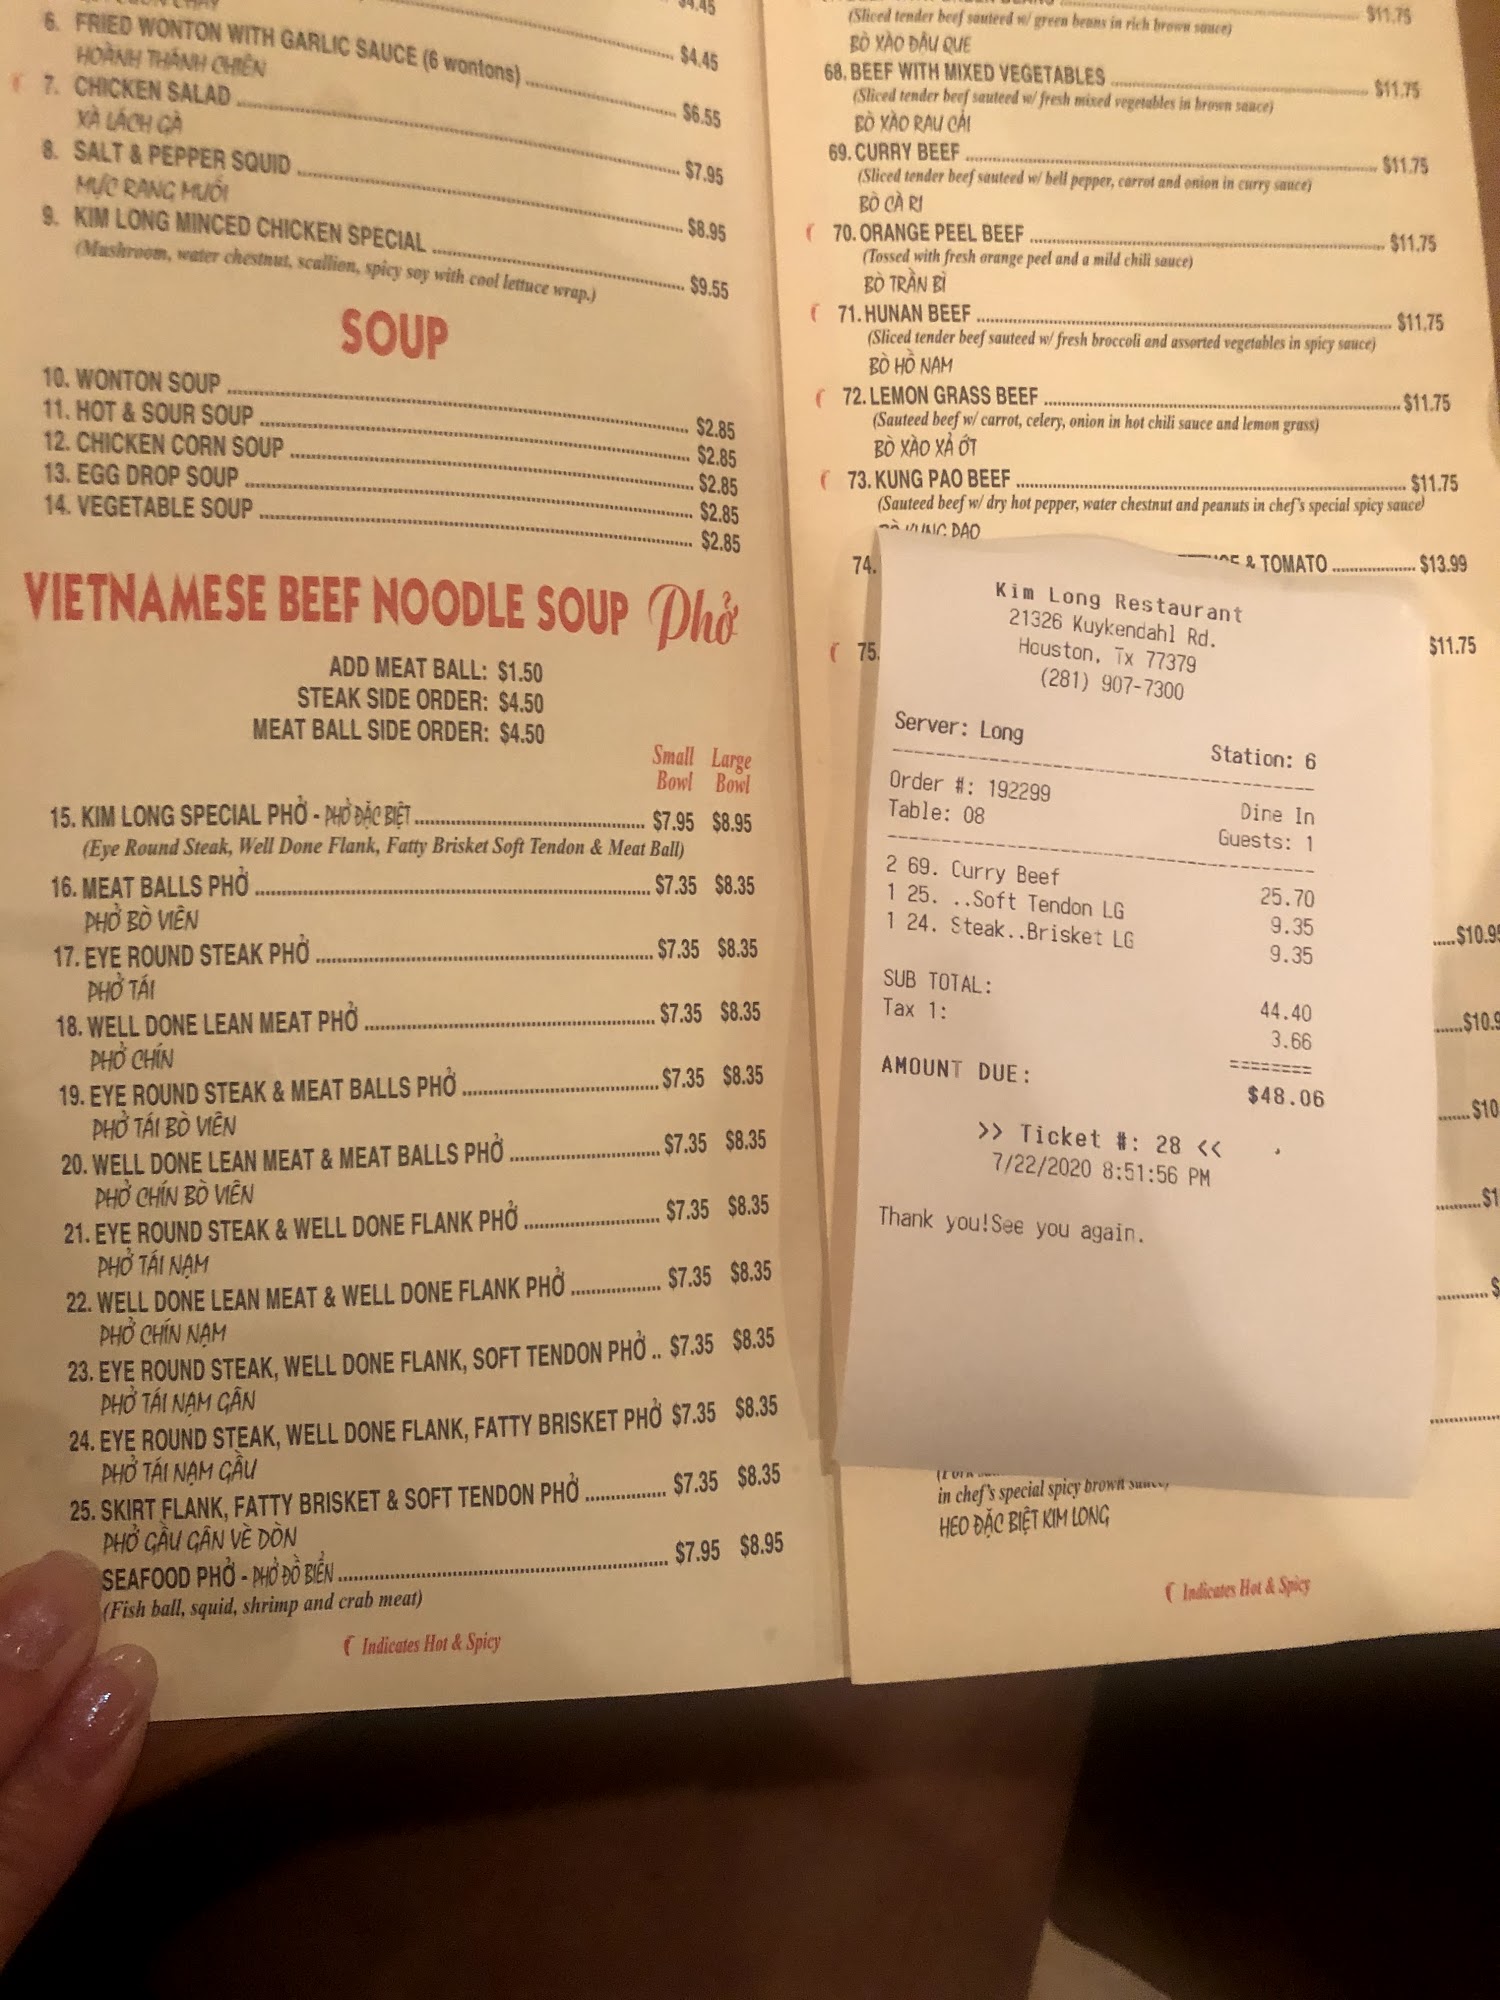 $4.45
6. FRIED WONTON WITH GARLIC SAUCE (6 wontons) $4.45
HOÀNH THÁNH CHIÊN
7. CHICKEN SALAD $6.55
XÀ LÁCH GÀ
8. SALT & PEPPER SQUID $7.95
MỰC RANG MUỐI
9. KIM LONG MINCED CHICKEN SPECIAL $8.95
(Mushroom, water chestnut, scallion, spicy soy with cool lettuce wrap.) $9.55
SOUP
10. WONTON SOUP $2.85
11. HOT & SOUR SOUP $2.85
12. CHICKEN CORN SOUP $2.85
13. EGG DROP SOUP $2.85
14. VEGETABLE SOUP $2.85
VIETNAMESE BEEF NOODLE SOUP Phở
ADD MEAT BALL: $1.50
STEAK SIDE ORDER: $4.50
MEAT BALL SIDE ORDER: $4.50
Small Large
Bowl Bowl
15. KIM LONG SPECIAL PHỞ - PHỞ ĐẶC BIỆT $7.95 $8.95
(Eye Round Steak, Well Done Flank, Fatty Brisket Soft Tendon & Meat Ball)
16. MEAT BALLS PHỞ $7.35 $8.35
PHỞ BÒ VIÊN
17. EYE ROUND STEAK PHỞ $7.35 $8.35
PHỞ TÁI
18. WELL DONE LEAN MEAT PHỞ $7.35 $8.35
PHỞ CHÍN
19. EYE ROUND STEAK & MEAT BALLS PHỞ $7.35 $8.35
PHỞ TÁI BÒ VIÊN
20. WELL DONE LEAN MEAT & MEAT BALLS PHỞ $7.35 $8.35
PHỞ CHÍN BÒ VIÊN
21. EYE ROUND STEAK & WELL DONE FLANK PHỞ $7.35 $8.35
PHỞ TÁI NẠM
22. WELL DONE LEAN MEAT & WELL DONE FLANK PHỞ $7.35 $8.35
PHỞ CHÍN NẠM
23. EYE ROUND STEAK, WELL DONE FLANK, SOFT TENDON PHỞ .. $7.35 $8.35
PHỞ TÁI NẠM GÂN
24. EYE ROUND STEAK, WELL DONE FLANK, FATTY BRISKET PHỞ $7.35 $8.35
PHỞ TÁI NẠM GẦU
25. SKIRT FLANK, FATTY BRISKET & SOFT TENDON PHỞ $7.35 $8.35
PHỞ GẦU GÂN VÈ DÒN
SEAFOOD PHỞ - PHỞ ĐỒ BIỂN $7.95 $8.95
(Fish ball, squid, shrimp and crab meat)
Indicates Hot & Spicy
$11.75
(Sliced tender beef sauteed w/ green beans in rich brown sauce)
BÒ XÀO ĐẬU QUE
68. BEEF WITH MIXED VEGETABLES $11.75
(Sliced tender beef sauteed w/ fresh mixed vegetables in brown sauce)
BÒ XÀO RAU CẢI
69. CURRY BEEF $11.75
(Sliced tender beef sauteed w/ bell pepper, carrot and onion in curry sauce)
BÒ CÀ RI
70. ORANGE PEEL BEEF $11.75
(Tossed with fresh orange peel and a mild chili sauce)
BÒ TRẦN BÌ
71. HUNAN BEEF $11.75
(Sliced tender beef sauteed w/ fresh broccoli and assorted vegetables in spicy sauce)
BÒ HỒ NAM
72. LEMON GRASS BEEF $11.75
(Sauteed beef w/ carrot, celery, onion in hot chili sauce and lemon grass)
BÒ XÀO XẢ ỚT
73. KUNG PAO BEEF $11.75
(Sauteed beef w/ dry hot pepper, water chestnut and peanuts in chef's special spicy sauce)
BÒ KUNG DAO
74. & TOMATO $13.99
75. $11.75
Kim Long Restaurant
21326 Kuykendahl Rd.
Houston, Tx 77379
(281) 907-7300
Server: Long Station: 6
Order #: 192299 Dine In
Table: 08 Guests: 1
2 69. Curry Beef 25.70
1 25. ..Soft Tendon LG 9.35
1 24. Steak..Brisket LG 9.35
SUB TOTAL: 44.40
Tax 1: 3.66
========
AMOUNT DUE: $48.06
>> Ticket #: 28 <<
7/22/2020 8:51:56 PM
Thank you!See you again.
$10.95
$10.9
$10
$1
$
in chef's special spicy brown sauce)
HEO ĐẶC BIỆT KIM LONG
Indicates Hot & Spicy